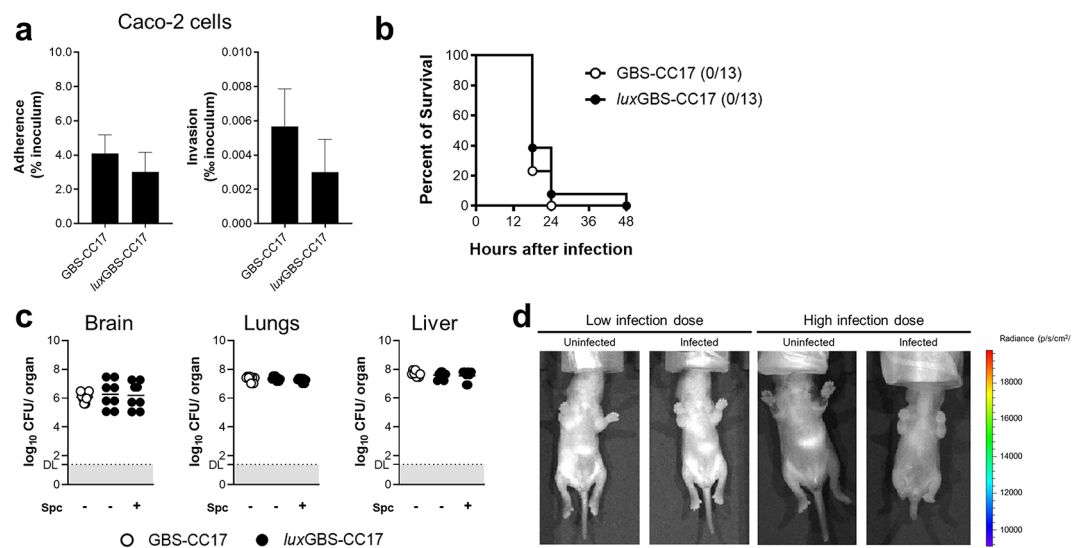 a
Caco-2 cells
Adherence
(% inoculum)
10.0
8.0
6.0
4.0
2.0
0.0
GBS-CC17
luxGBS-CC17
Invasion
(‰ inoculum)
0.010
0.008
0.006
0.004
0.002
0.000
GBS-CC17
luxGBS-CC17
b
Percent of Survival
100
80
60
40
20
0
0 12 24 36 48
Hours after infection
GBS-CC17 (0/13)
luxGBS-CC17 (0/13)
c
Brain
log10 CFU/ organ
10
8
6
4
2
DL
0
Spc - - +
Lungs
log10 CFU/ organ
10
8
6
4
2
DL
0
- - +
Spc
Liver
log10 CFU/ organ
10
8
6
4
2
DL
0
Spc - - +
GBS-CC17 luxGBS-CC17
d
Low infection dose High infection dose
Uninfected Infected Uninfected Infected
Radiance (p/s/cm²/
18000
16000
14000
12000
10000